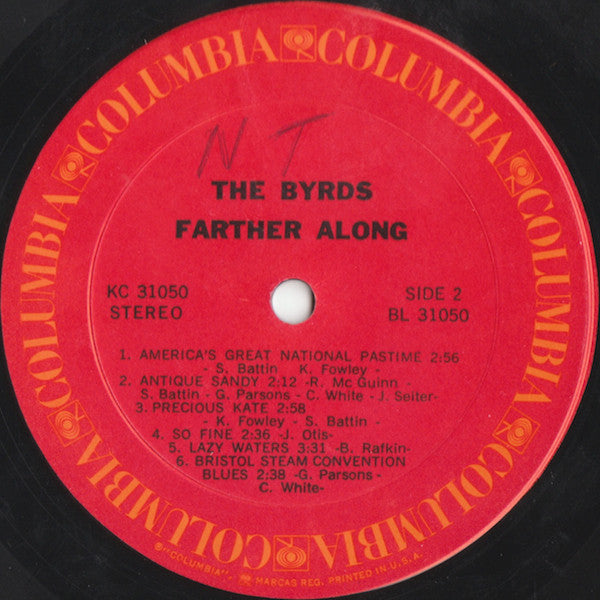 COLUMBIA COLUMBIA COLUMBIA COLUMBIA COLUMBIA COLUMBIA
N T
THE BYRDS
FARTHER ALONG
KC 31050 SIDE 2
STEREO BL 31050
1. AMERICA'S GREAT NATIONAL PASTIME 2:56
- S. Battin K. Fowley -
2. ANTIQUE SANDY 2:12 -R. Mc Guinn -
S. Battin - G. Parsons - C. White - J. Seiter-
3. PRECIOUS KATE 2:58
- K. Fowley - S. Battin -
4. SO FINE 2:36 -J. Otis-
5. LAZY WATERS 3:31 -B. Rafkin-
6. BRISTOL STEAM CONVENTION
BLUES 2:38 -G. Parsons -
C. White-
℗"COLUMBIA", MARCAS REG. PRINTED IN U.S.A.